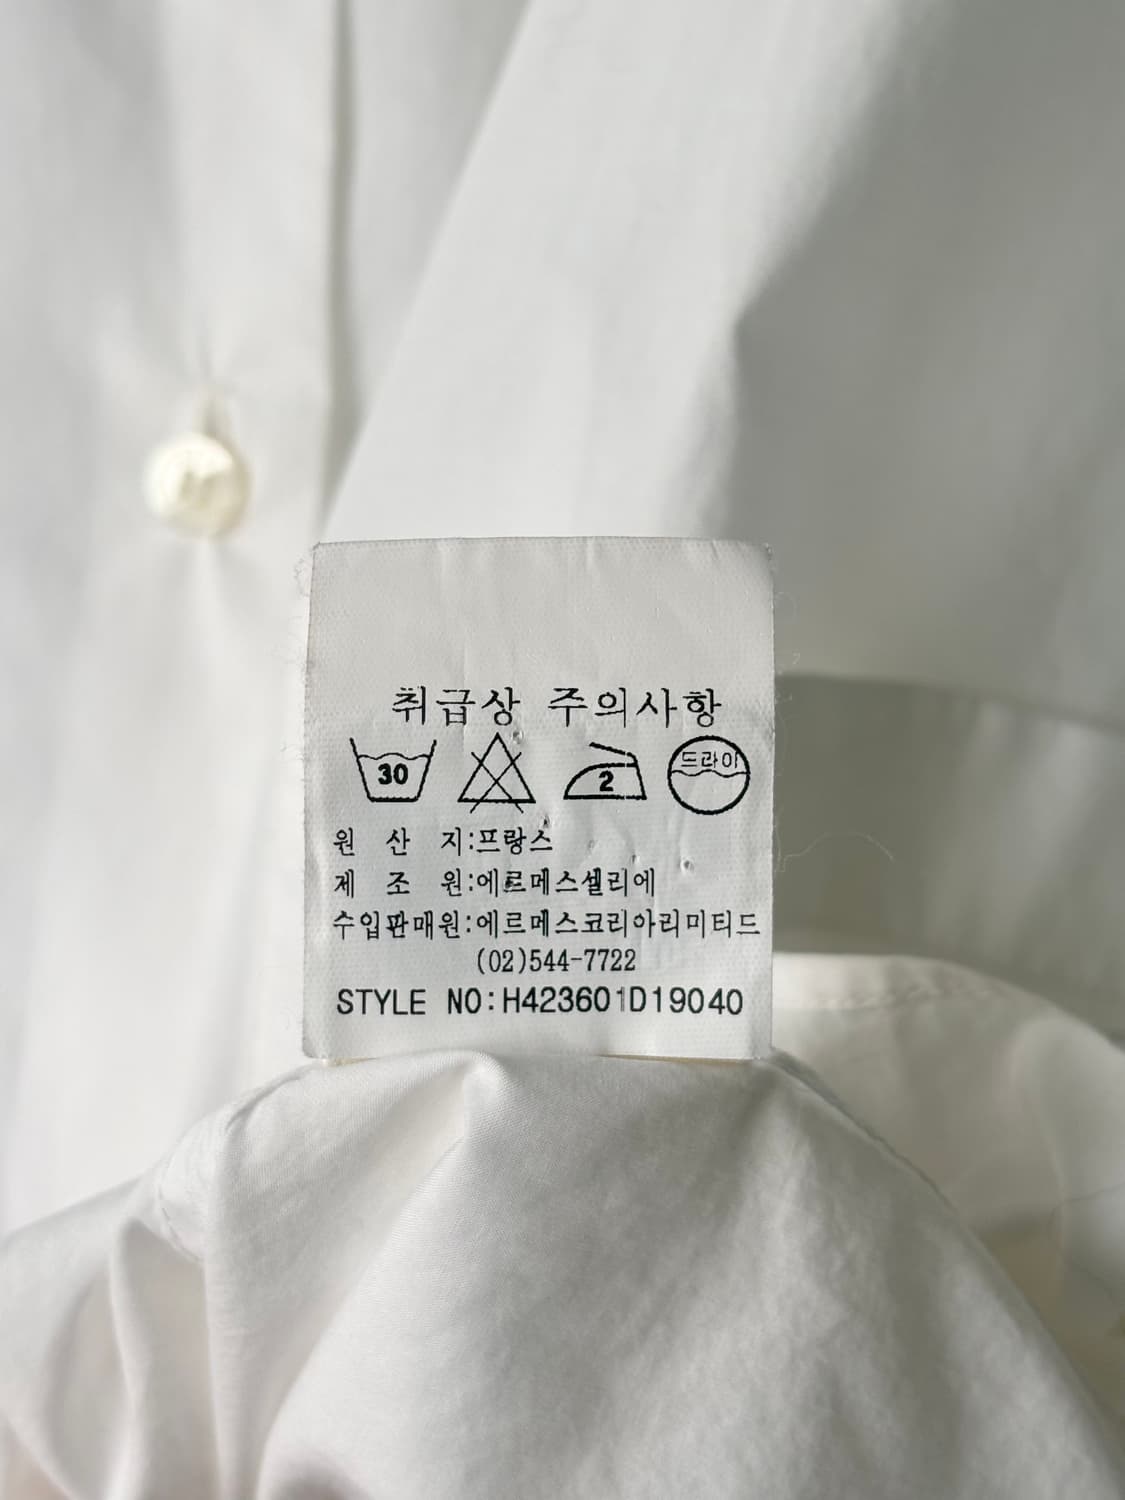 취급상 주의사항
30 2 드라이
원 산 지:프랑스
제 조 원:에르메스셀리에
수입판매원:에르메스코리아리미티드
(02)544-7722
STYLE NO:H423601D19040